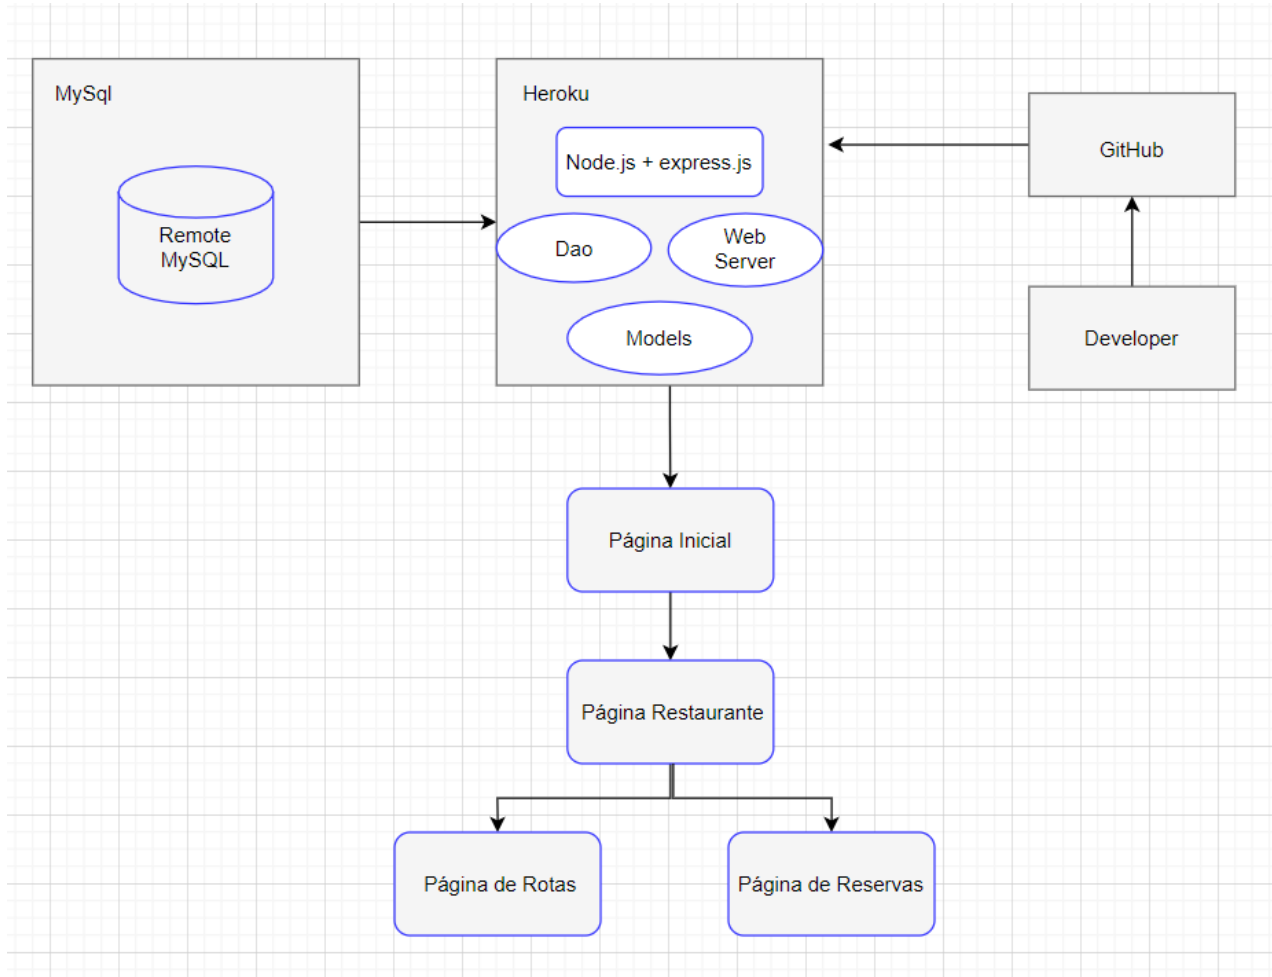 MySql
Remote
MySQL
Heroku
Node.js + express.js
Dao
Web
Server
Models
GitHub
Developer
Página Inicial
Página Restaurante
Página de Rotas
Página de Reservas